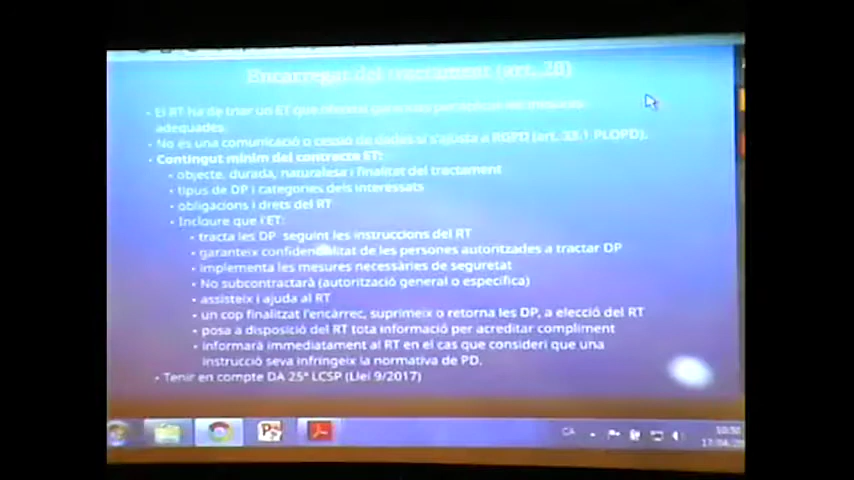 Encarregat del tractament (art. 28)
- El RT ha de triar un ET que
adequades.
- No és una comunicació o cessió de dades si s'ajusta a RGPD (art. 33.1 PLOPD).
- Contingut mínim del contracte ET:
- objecte, durada, naturalesa i finalitat del tractament
- tipus de DP i categories dels interessats
- obligacions i drets del RT
- Incloure que l'ET:
- tracta les DP seguint les instruccions del RT
- garanteix confidencialitat de les persones autoritzades a tractar DP
- implementa les mesures necessàries de seguretat
- No subcontractarà (autorització general o específica)
- assisteix i ajuda al RT
- un cop finalitzat l'encàrrec, suprimeix o retorna les DP, a elecció del RT
- posa a disposició del RT tota informació per acreditar compliment
- informarà immediatament al RT en el cas que consideri que una
instrucció seva infringeix la normativa de PD.
- Tenir en compte DA 25ª LCSP (Llei 9/2017)
CA